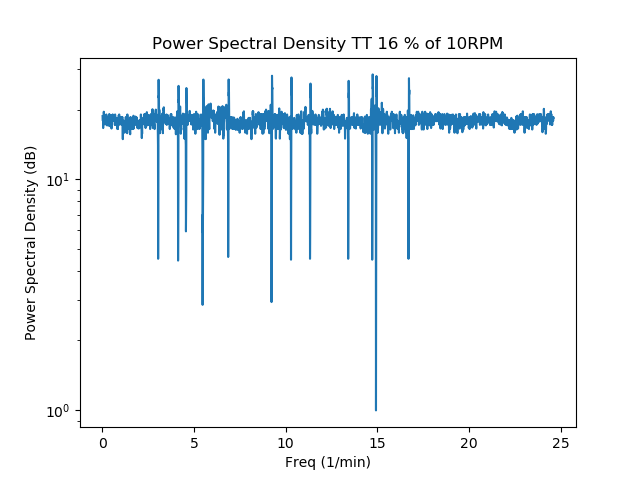 Power Spectral Density TT 16 % of 10RPM
Power Spectral Density (dB)
10¹
10⁰
0 5 10 15 20 25
Freq (1/min)